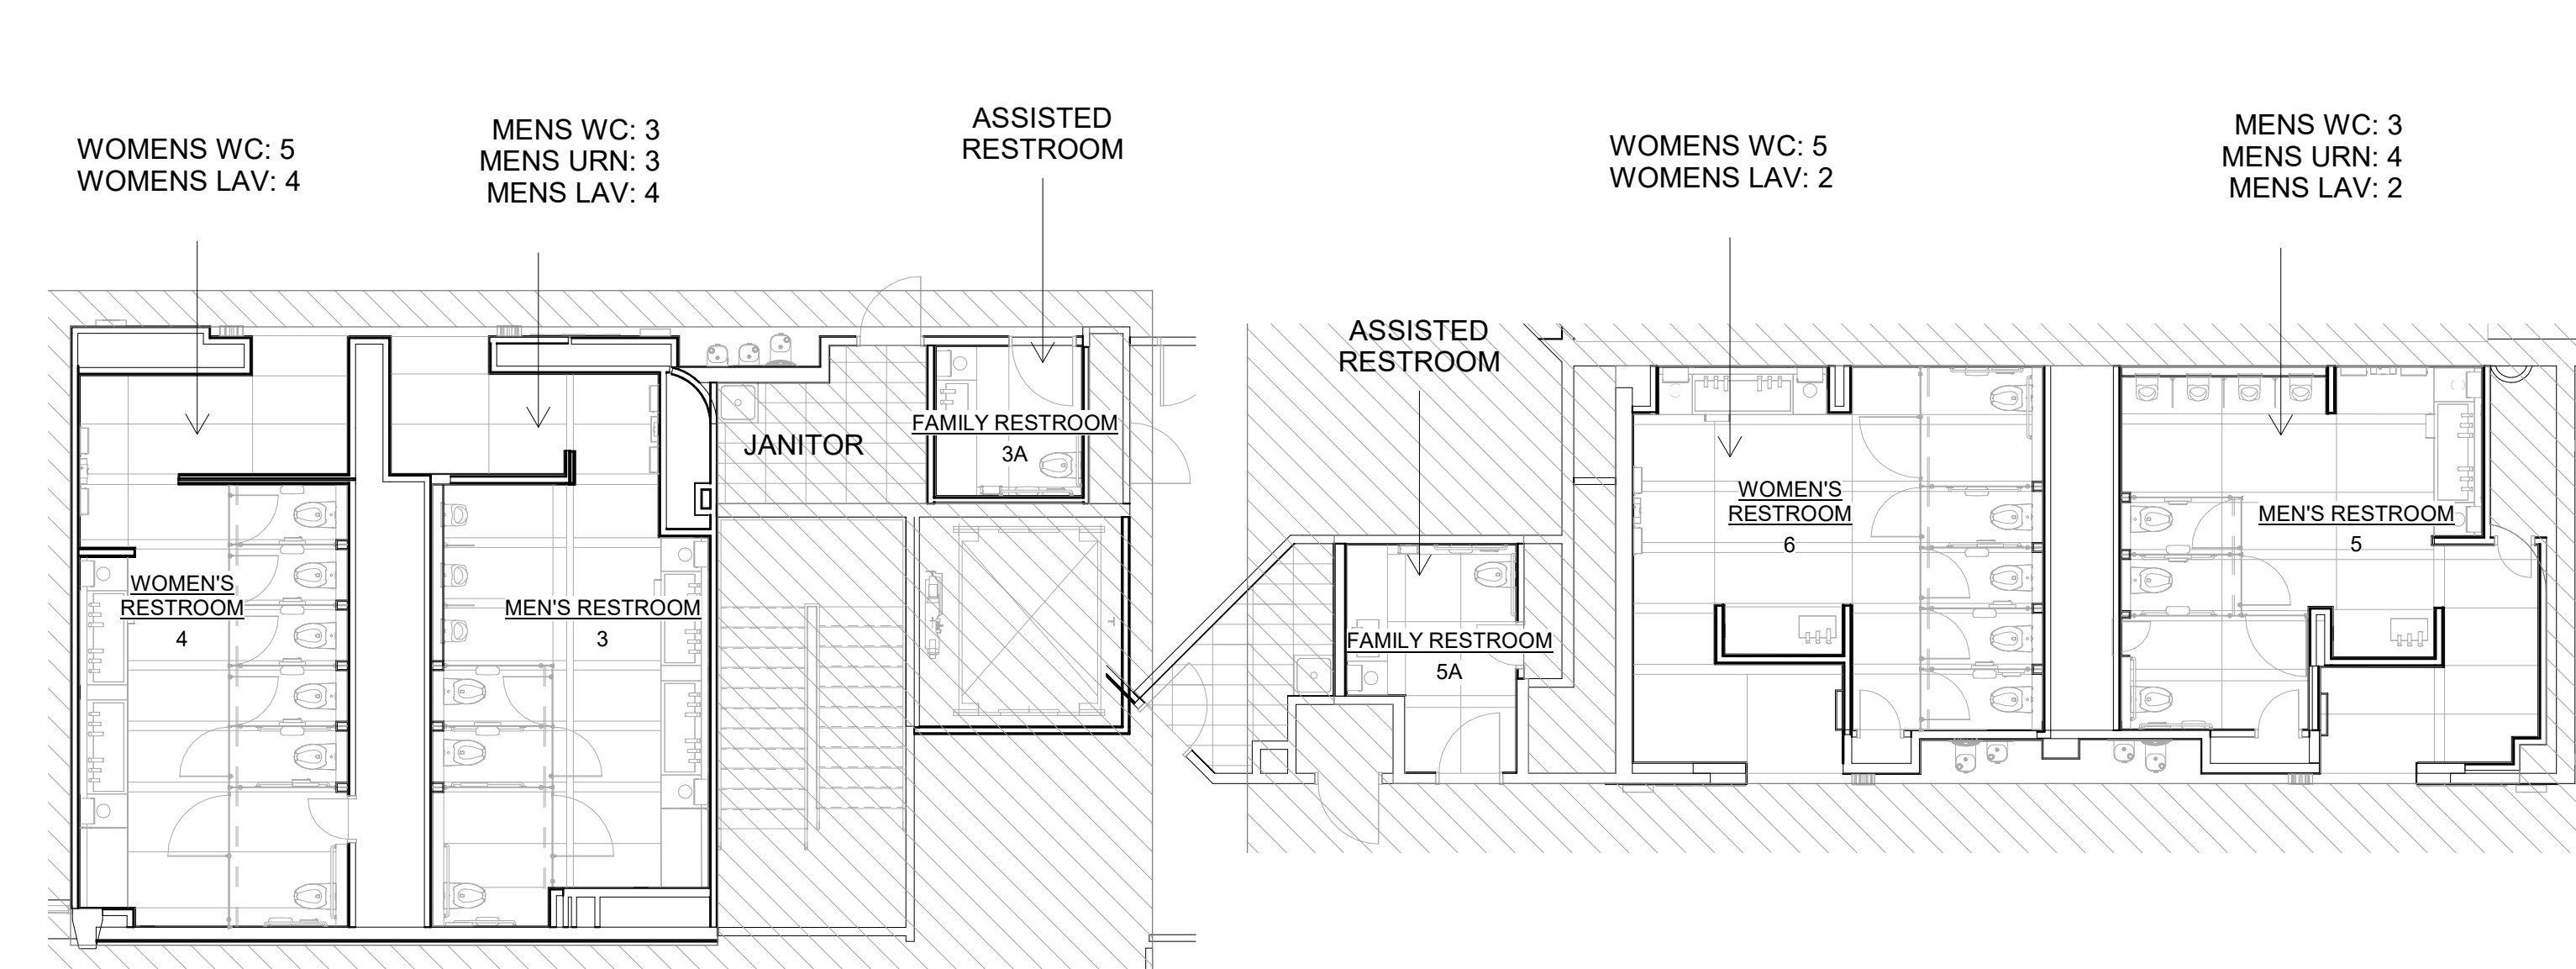 WOMENS WC: 5
WOMENS LAV: 4
MENS WC: 3
MENS URN: 3
MENS LAV: 4
ASSISTED
RESTROOM
WOMENS WC: 5
WOMENS LAV: 2
MENS WC: 3
MENS URN: 4
MENS LAV: 2
ASSISTED
RESTROOM
JANITOR
FAMILY RESTROOM
3A
WOMEN'S
RESTROOM
4
MEN'S RESTROOM
3
FAMILY RESTROOM
5A
WOMEN'S
RESTROOM
6
MEN'S RESTROOM
5